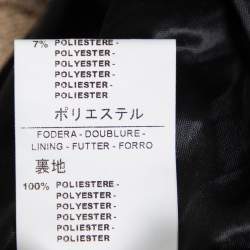 7% POLIESTERE -
POLYESTER -
POLYESTER -
POLYESTER -
POLIESTER -
POLIESTER
ポリエステル
FODERA - DOUBLURE -
LINING - FUTTER - FORRO
裏地
100% POLIESTERE -
POLYESTER -
POLYESTER -
POLYESTER -
POLIESTER -
POLIESTER